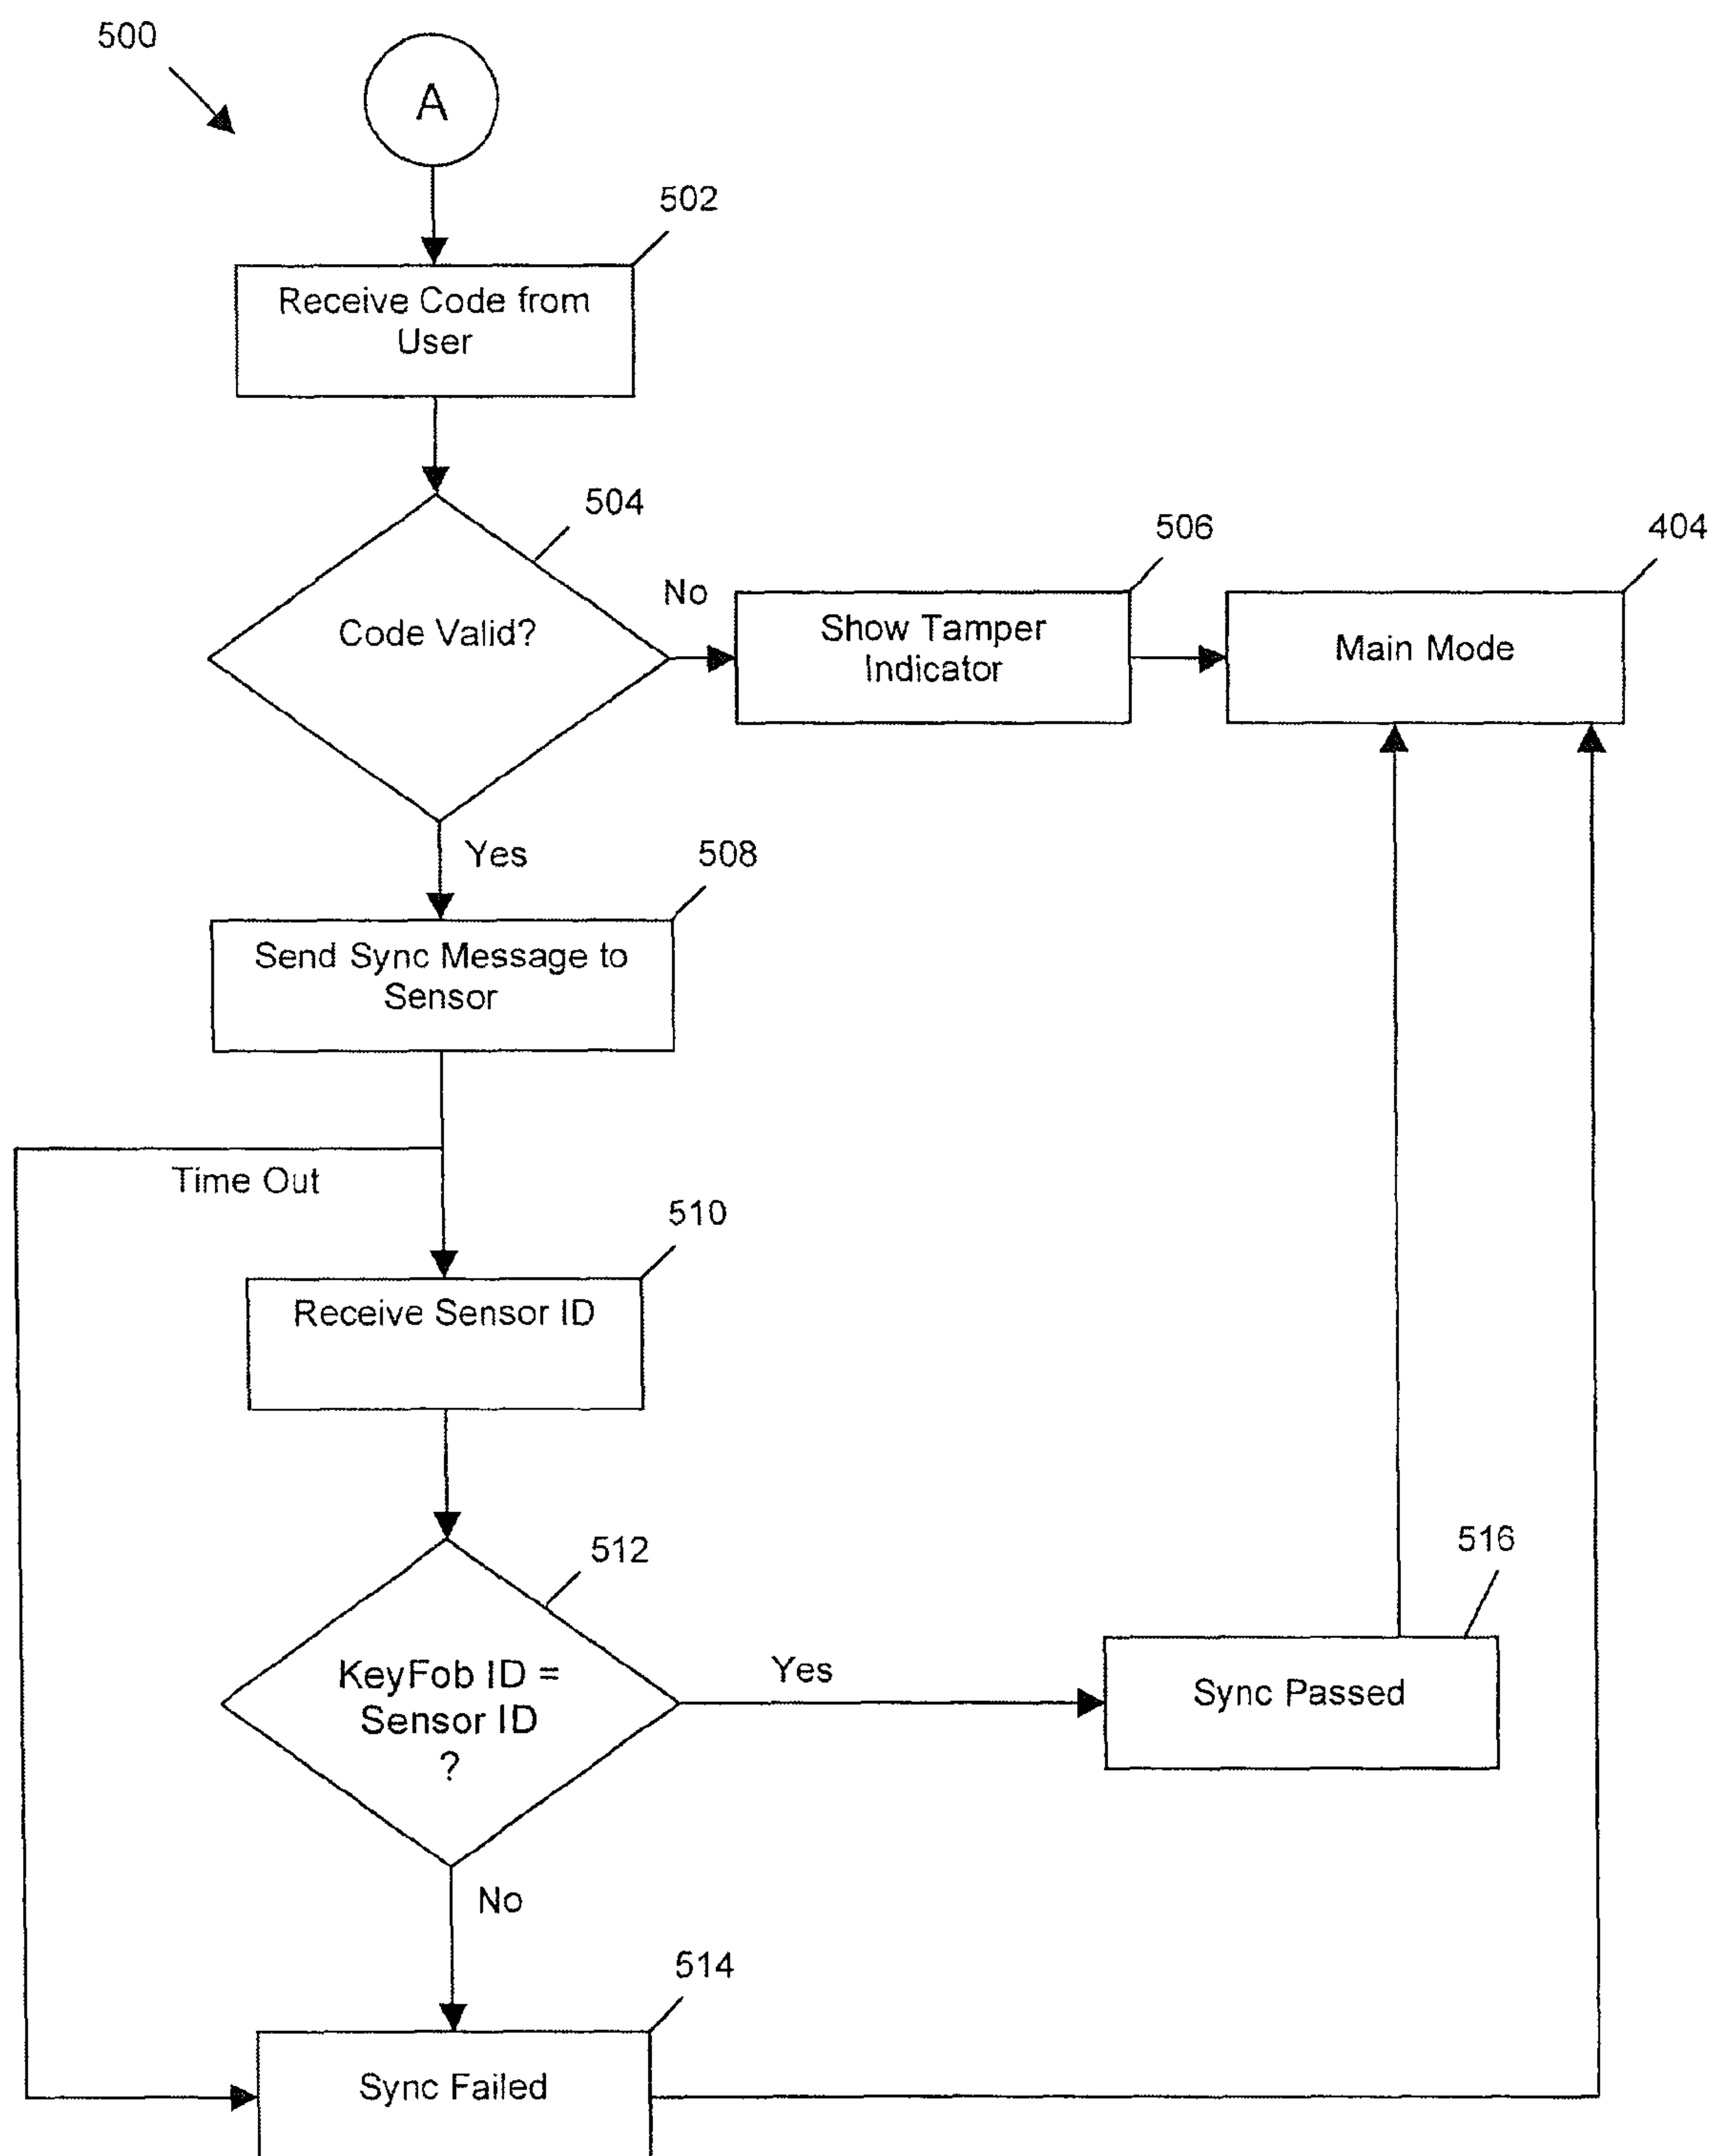 500
A
502
Receive Code from
User
504
Code Valid?
No
506
Show Tamper
Indicator
404
Main Mode
Yes
508
Send Sync Message to
Sensor
Time Out
510
Receive Sensor ID
512
KeyFob ID =
Sensor ID
?
Yes
516
Sync Passed
No
514
Sync Failed